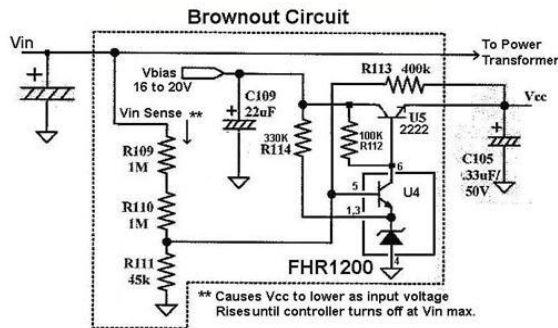 Brownout Circuit
Vin
To Power
Transformer
Vbias
16 to 20V
R113 400k
Vcc
C109
22uF
Vin Sense **
330K
R114
100K
R112
U5
2222
C105
.33uF/
50V
R109
1M
R110
1M
R111
45k
6
5
U4
1,3
4
FHR1200
** Causes Vcc to lower as input voltage
Risesuntil controller turns off at Vin max.